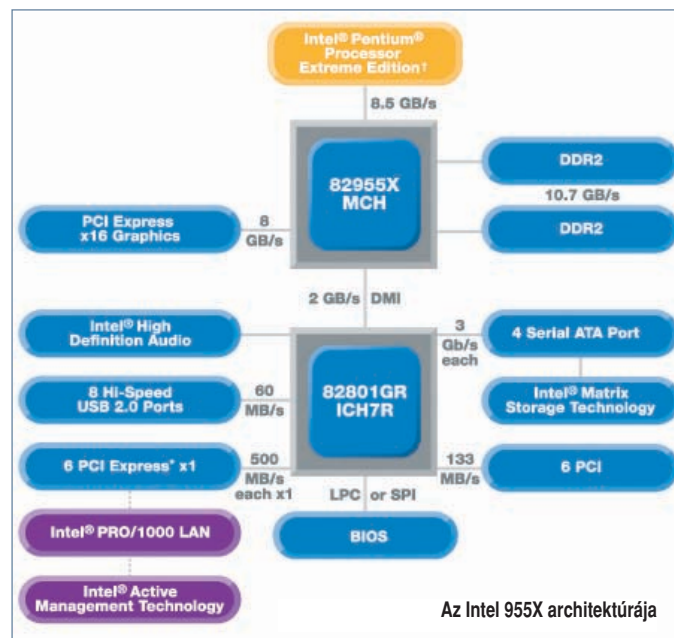 Intel® Pentium®
Processor
Extreme Edition†
8.5 GB/s
82955X
MCH
DDR2
10.7 GB/s
DDR2
PCI Express
x16 Graphics
8
GB/s
2 GB/s DMI
Intel® High
Definition Audio
3
Gb/s
each
4 Serial ATA Port
82801GR
ICH7R
8 Hi-Speed
USB 2.0 Ports
60
MB/s
Intel® Matrix
Storage Technology
6 PCI Express* x1
500
MB/s
each x1
133
MB/s
6 PCI
LPC or SPI
BIOS
Intel® PRO/1000 LAN
Intel® Active
Management Technology
Az Intel 955X architektúrája